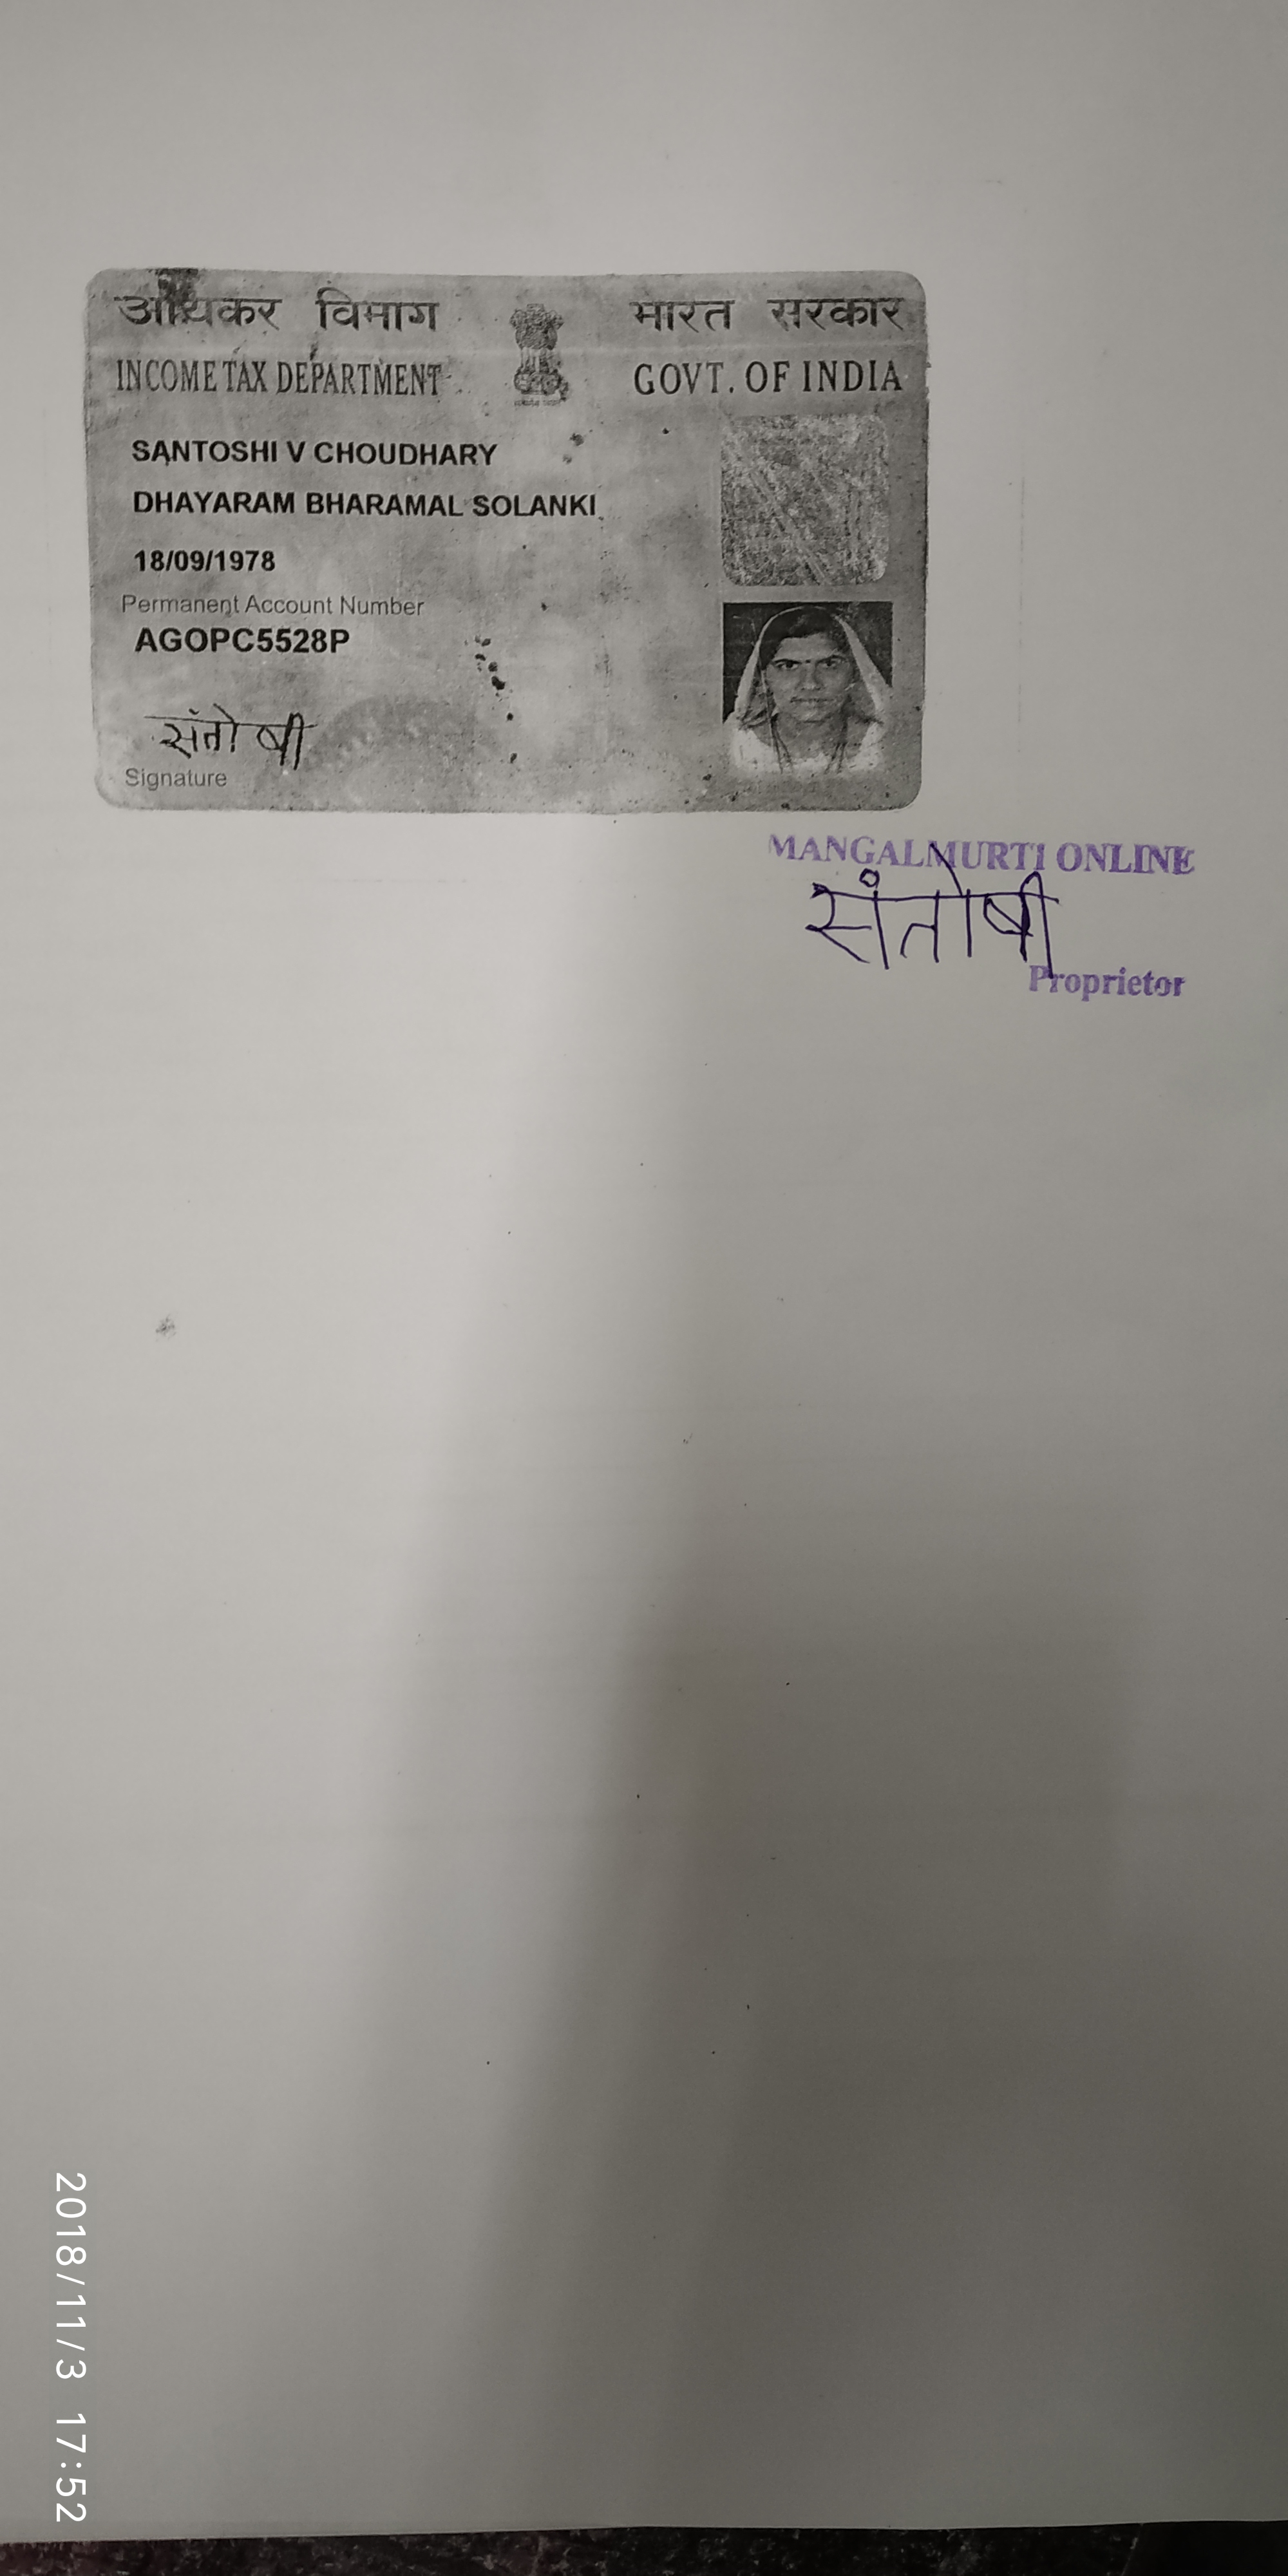 आयकर विभाग भारत सरकार
INCOME TAX DEPARTMENT GOVT. OF INDIA
SANTOSHI V CHOUDHARY
DHAYARAM BHARAMAL SOLANKI
18/09/1978
Permanent Account Number
AGOPC5528P
संतोषी
Signature
MANGALMURTI ONLINE
संतोषी
Proprietor
2018/11/3 17:52